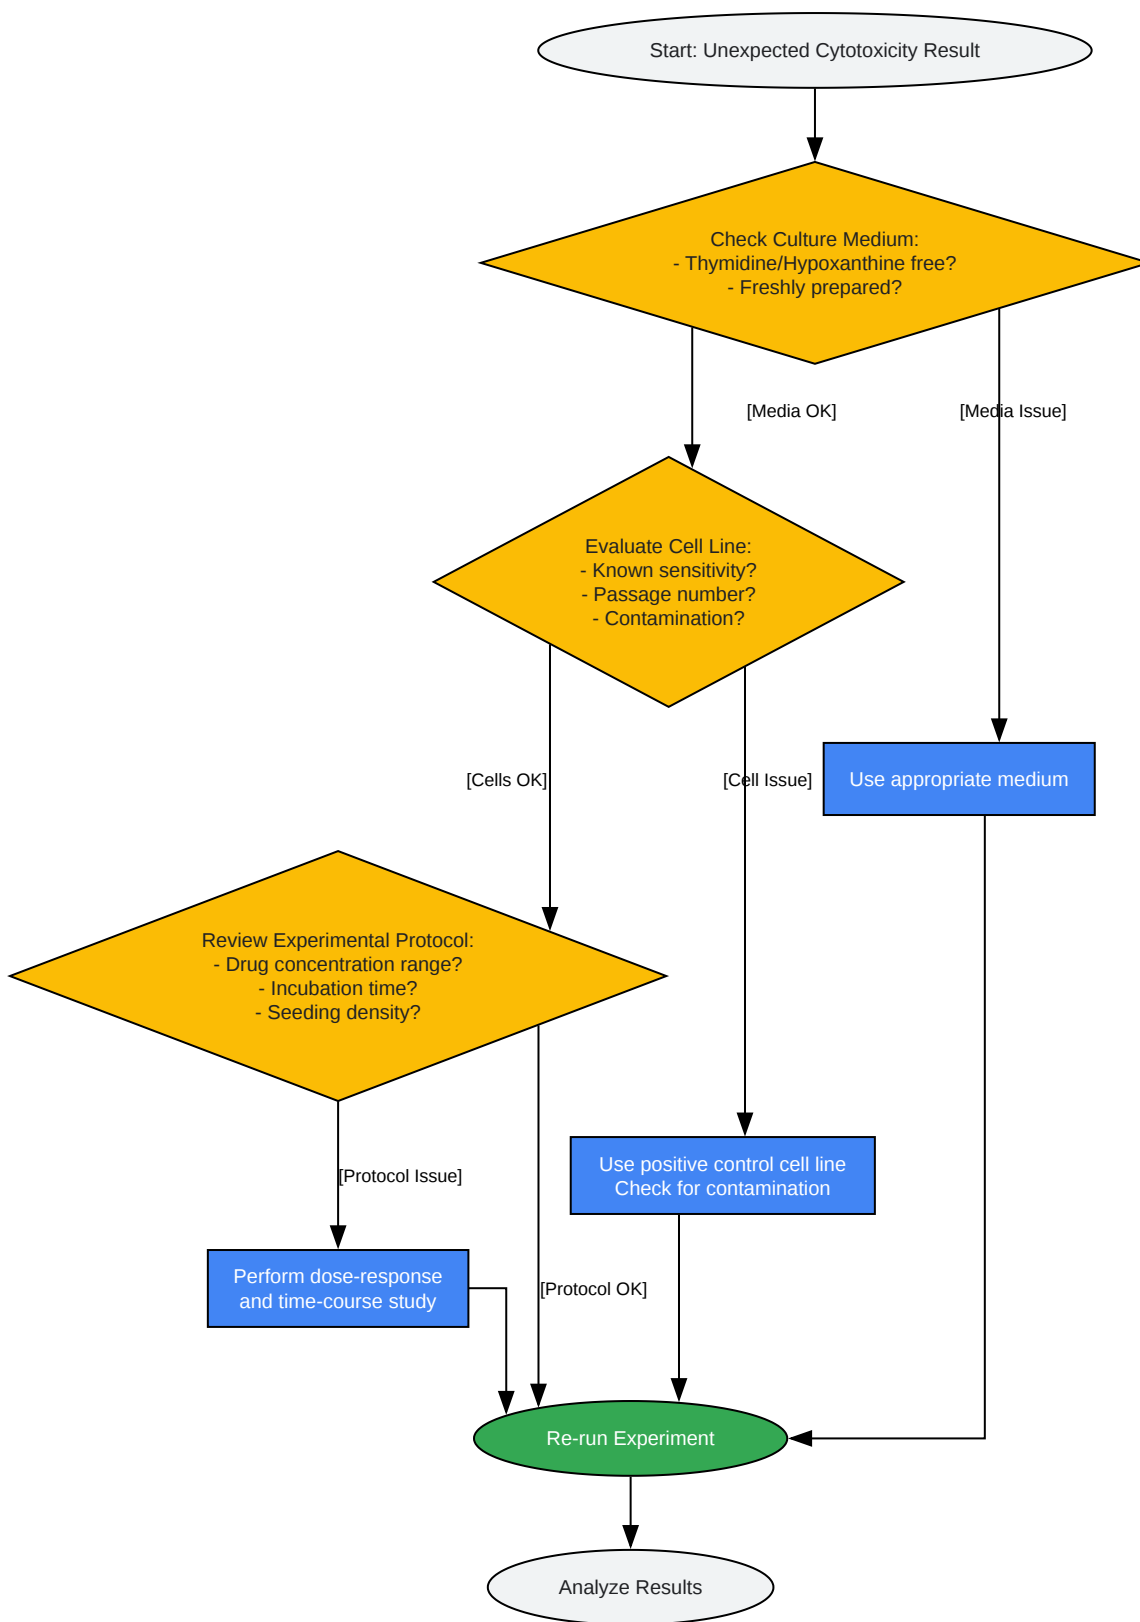 Start: Unexpected Cytotoxicity Result
Check Culture Medium:
- Thymidine/Hypoxanthine free?
- Freshly prepared?
[Media OK]
[Media Issue]
Evaluate Cell Line:
- Known sensitivity?
- Passage number?
- Contamination?
[Cells OK]
[Cell Issue]
Use appropriate medium
Review Experimental Protocol:
- Drug concentration range?
- Incubation time?
- Seeding density?
[Protocol Issue]
Use positive control cell line
Check for contamination
Perform dose-response
and time-course study
[Protocol OK]
Re-run Experiment
Analyze Results